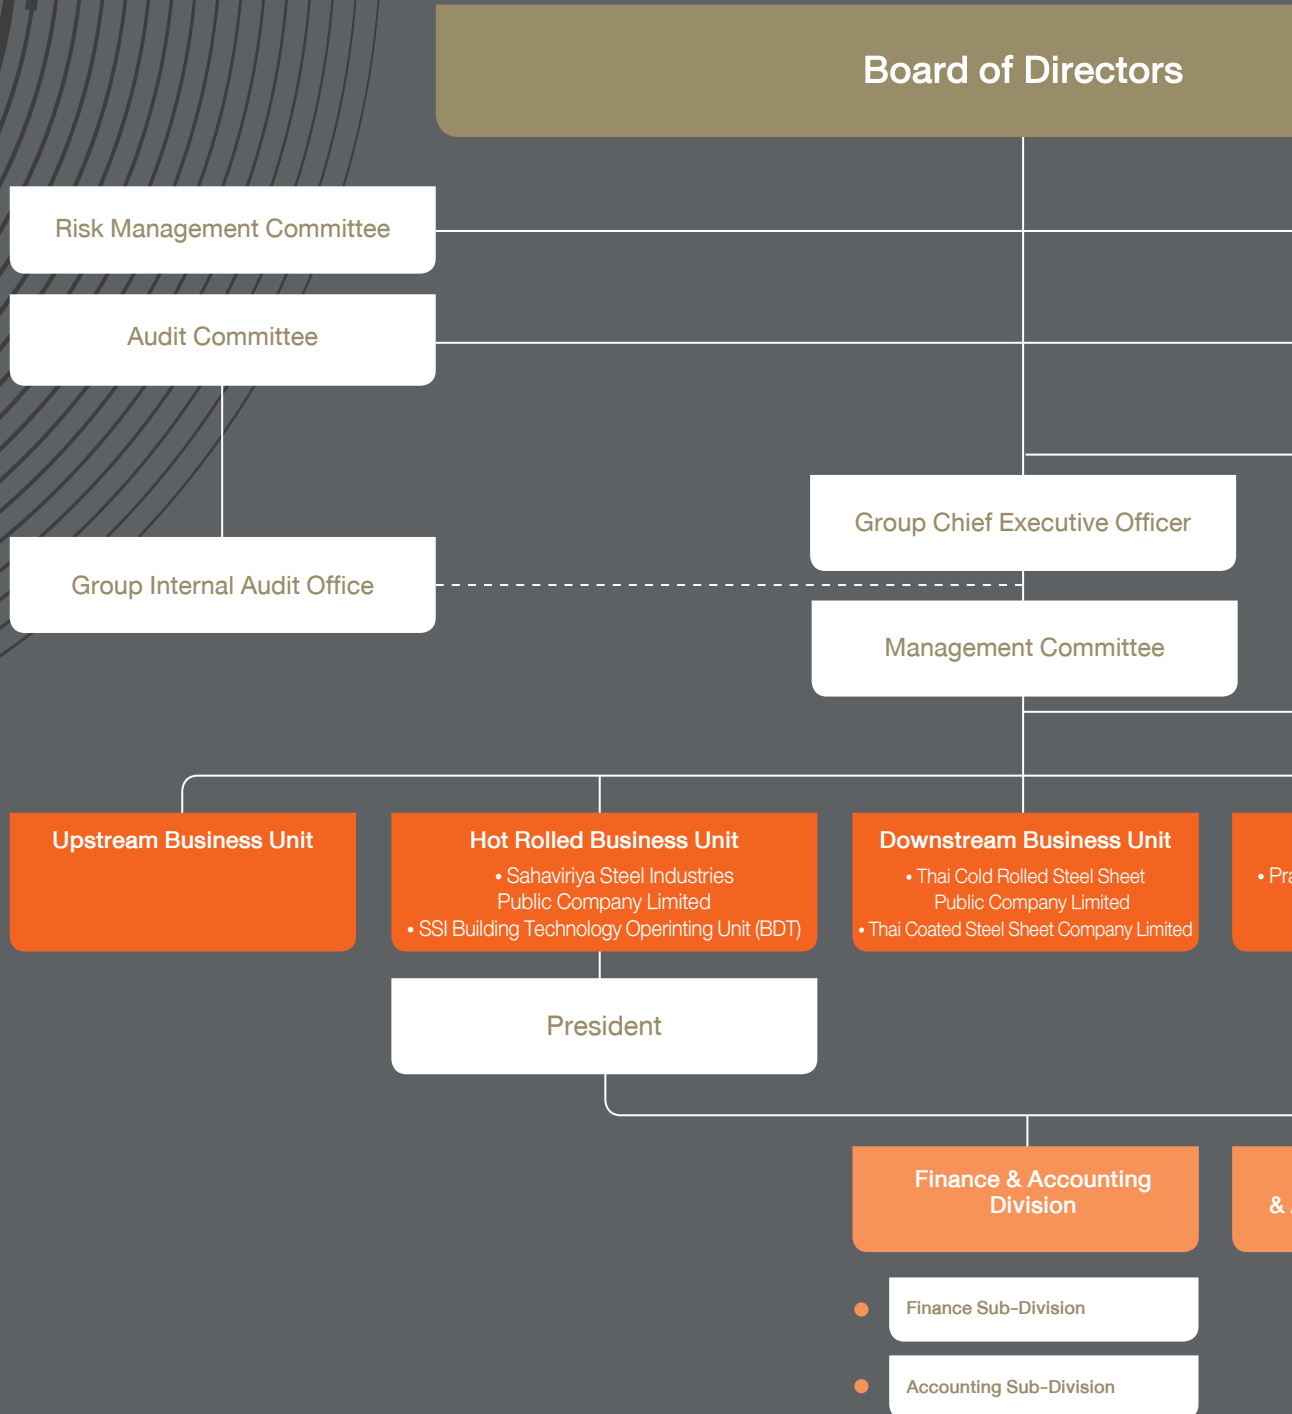 Board of Directors
Risk Management Committee
Audit Committee
Group Chief Executive Officer
Group Internal Audit Office
Management Committee
Upstream Business Unit
Hot Rolled Business Unit
• Sahaviriya Steel Industries
Public Company Limited
• SSI Building Technology Operinting Unit (BDT)
Downstream Business Unit
• Thai Cold Rolled Steel Sheet
Public Company Limited
• Thai Coated Steel Sheet Company Limited
President
Finance & Accounting
Division
&
Finance Sub-Division
Accounting Sub-Division